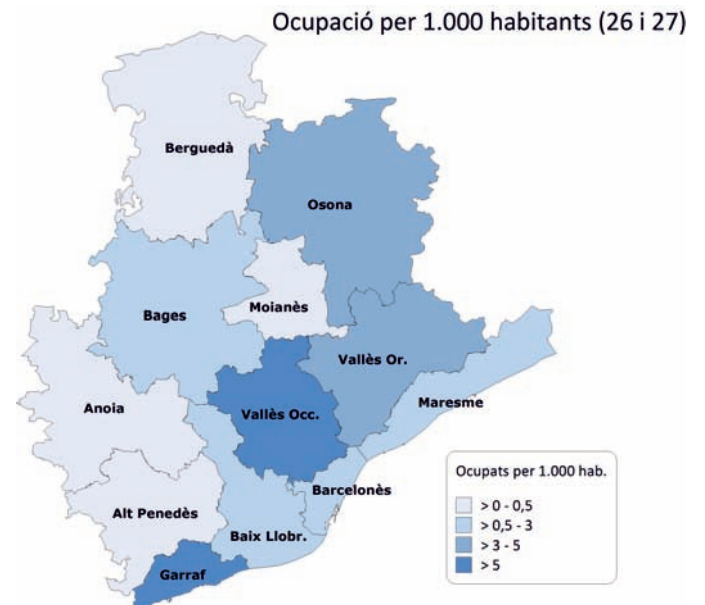 Ocupació per 1.000 habitants (26 i 27)
Berguedà
Osona
Bages
Moianès
Vallès Or.
Anoia
Vallès Occ.
Maresme
Alt Penedès
Barcelonès
Baix Llobr.
Garraf
Ocupats per 1.000 hab.
> 0 - 0,5
> 0,5 - 3
> 3 - 5
> 5